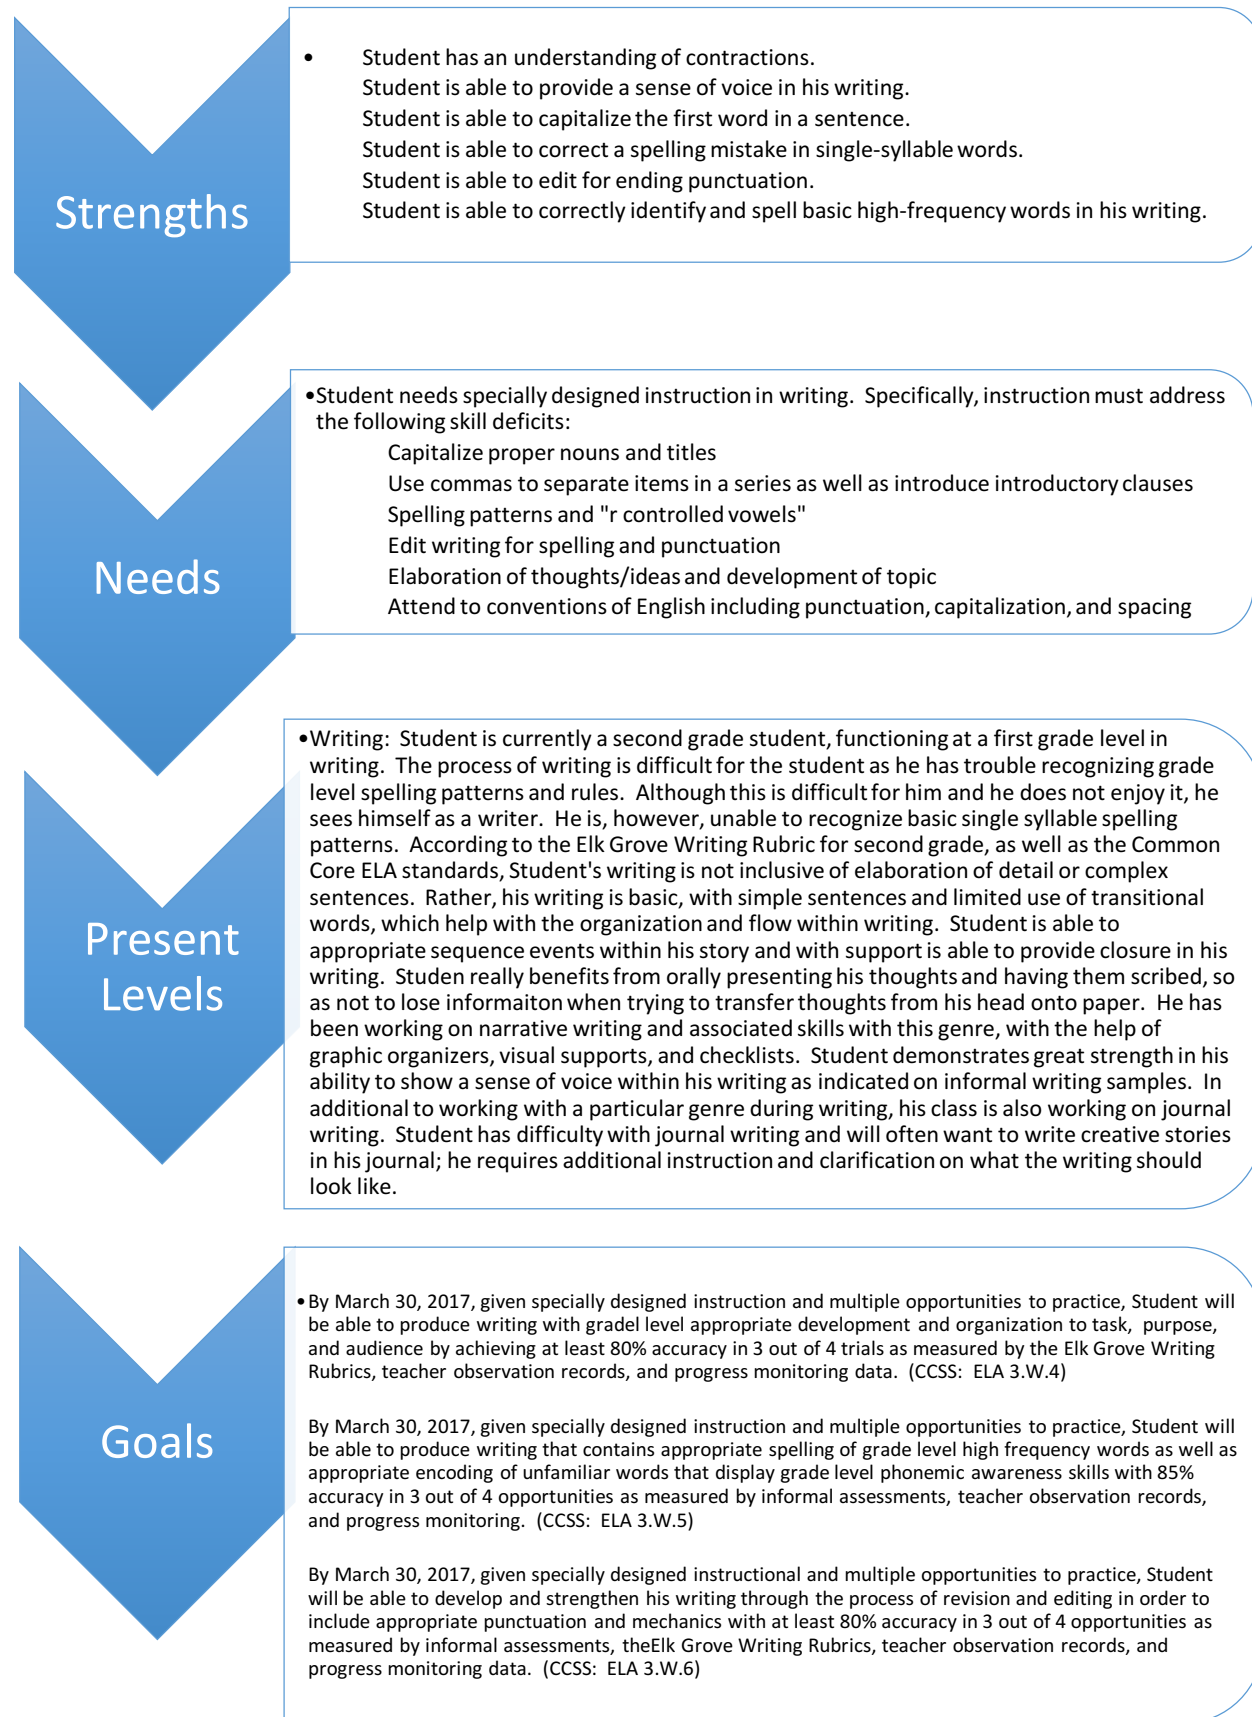 Strengths
• Student has an understanding of contractions.
Student is able to provide a sense of voice in his writing.
Student is able to capitalize the first word in a sentence.
Student is able to correct a spelling mistake in single-syllable words.
Student is able to edit for ending punctuation.
Student is able to correctly identify and spell basic high-frequency words in his writing.
Needs
•Student needs specially designed instruction in writing. Specifically, instruction must address
the following skill deficits:
Capitalize proper nouns and titles
Use commas to separate items in a series as well as introduce introductory clauses
Spelling patterns and "r controlled vowels"
Edit writing for spelling and punctuation
Elaboration of thoughts/ideas and development of topic
Attend to conventions of English including punctuation, capitalization, and spacing
Present
Levels
•Writing: Student is currently a second grade student, functioning at a first grade level in
writing. The process of writing is difficult for the student as he has trouble recognizing grade
level spelling patterns and rules. Although this is difficult for him and he does not enjoy it, he
sees himself as a writer. He is, however, unable to recognize basic single syllable spelling
patterns. According to the Elk Grove Writing Rubric for second grade, as well as the Common
Core ELA standards, Student's writing is not inclusive of elaboration of detail or complex
sentences. Rather, his writing is basic, with simple sentences and limited use of transitional
words, which help with the organization and flow within writing. Student is able to
appropriate sequence events within his story and with support is able to provide closure in his
writing. Studen really benefits from orally presenting his thoughts and having them scribed, so
as not to lose informaiton when trying to transfer thoughts from his head onto paper. He has
been working on narrative writing and associated skills with this genre, with the help of
graphic organizers, visual supports, and checklists. Student demonstrates great strength in his
ability to show a sense of voice within his writing as indicated on informal writing samples. In
additional to working with a particular genre during writing, his class is also working on journal
writing. Student has difficulty with journal writing and will often want to write creative stories
in his journal; he requires additional instruction and clarification on what the writing should
look like.
Goals
•By March 30, 2017, given specially designed instruction and multiple opportunities to practice, Student will
be able to produce writing with gradel level appropriate development and organization to task, purpose,
and audience by achieving at least 80% accuracy in 3 out of 4 trials as measured by the Elk Grove Writing
Rubrics, teacher observation records, and progress monitoring data. (CCSS: ELA 3.W.4)
By March 30, 2017, given specially designed instruction and multiple opportunities to practice, Student will
be able to produce writing that contains appropriate spelling of grade level high frequency words as well as
appropriate encoding of unfamiliar words that display grade level phonemic awareness skills with 85%
accuracy in 3 out of 4 opportunities as measured by informal assessments, teacher observation records,
and progress monitoring. (CCSS: ELA 3.W.5)
By March 30, 2017, given specially designed instructional and multiple opportunities to practice, Student
will be able to develop and strengthen his writing through the process of revision and editing in order to
include appropriate punctuation and mechanics with at least 80% accuracy in 3 out of 4 opportunities as
measured by informal assessments, theElk Grove Writing Rubrics, teacher observation records, and
progress monitoring data. (CCSS: ELA 3.W.6)